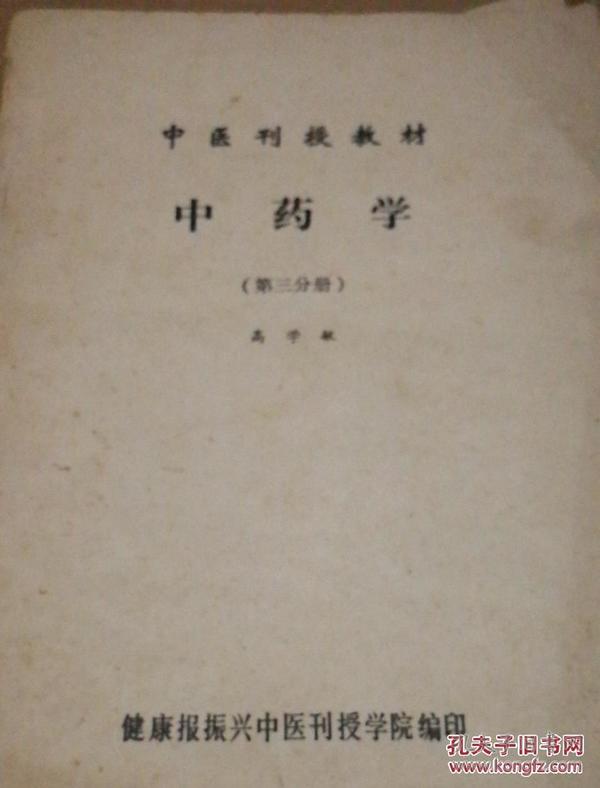 中医刊授教材
中药学
（第三分册）
高学敏
健康报振兴中医刊授学院编印
孔夫子旧书网
www.kongfz.com